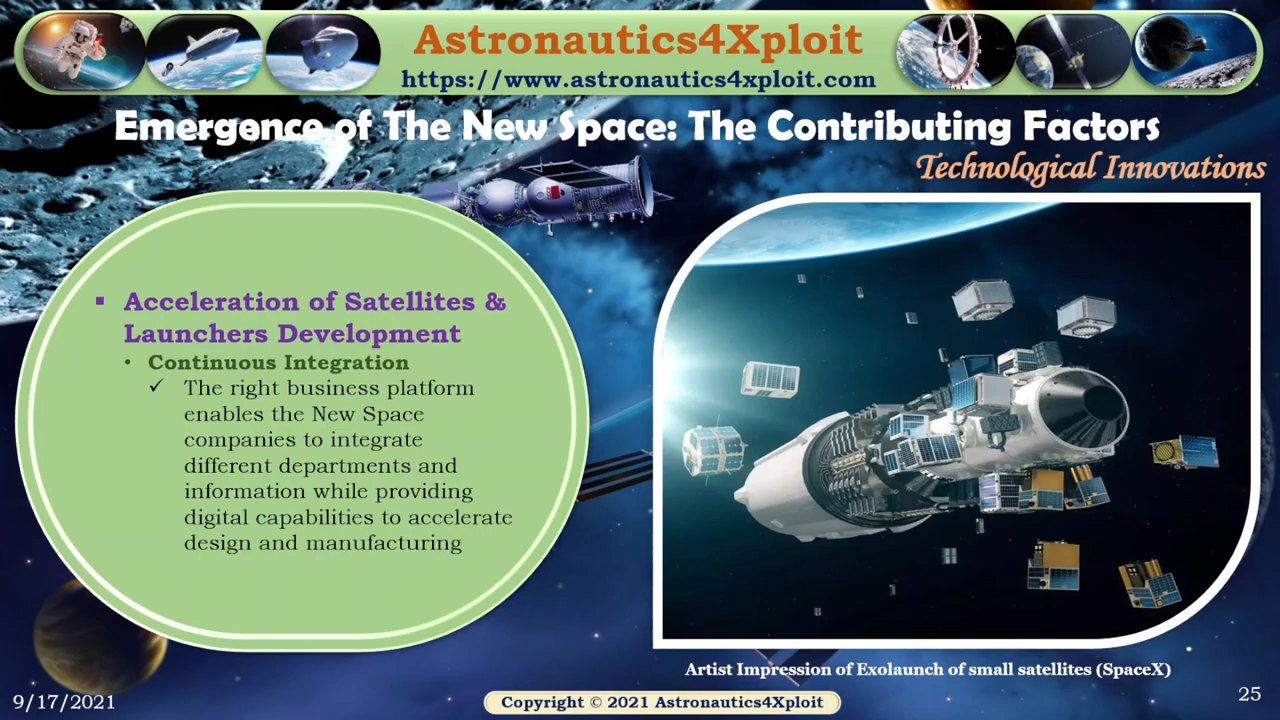 Astronautics4Xploit
https://www.astronautics4xploit.com
Emergence of The New Space: The Contributing Factors
Technological Innovations
▪ Acceleration of Satellites &
Launchers Development
• Continuous Integration
✓ The right business platform
enables the New Space
companies to integrate
different departments and
information while providing
digital capabilities to accelerate
design and manufacturing
Artist Impression of Exolaunch of small satellites (SpaceX)
9/17/2021
Copyright © 2021 Astronautics4Xploit
25